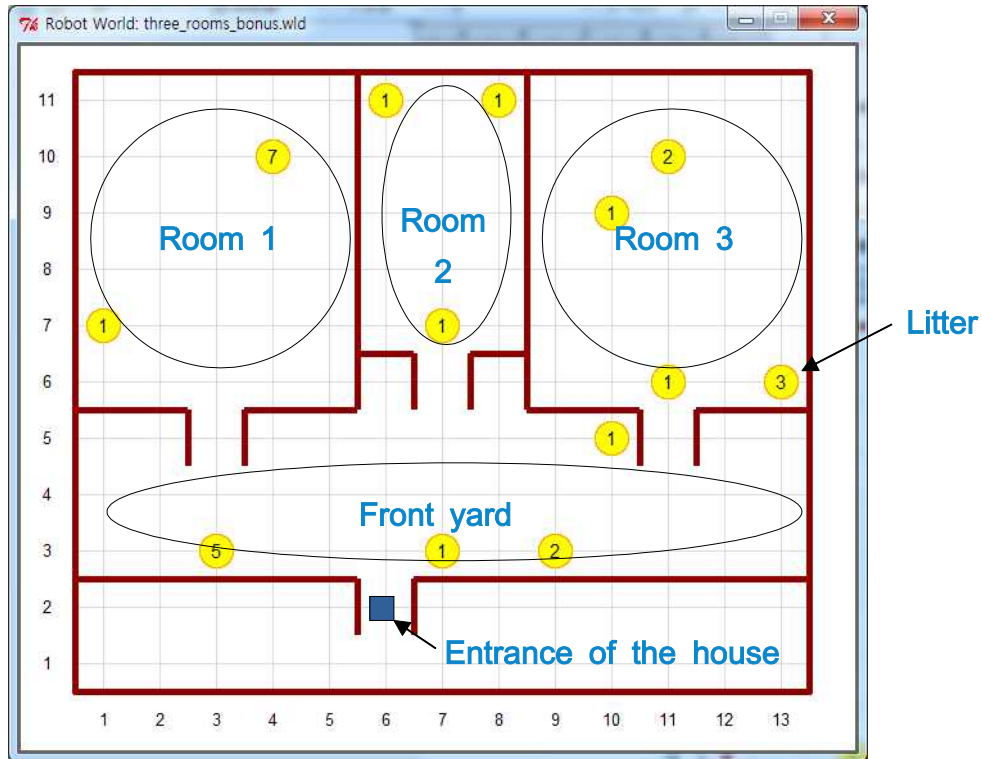 Robot World: three_rooms_bonus.wld
11 1 1
10 7 2
9 1
Room 1 Room 2 Room 3
8
7 1 1
Litter
6 1 3
5 1
4
Front yard
3 5 1 2
2
Entrance of the house
1
1 2 3 4 5 6 7 8 9 10 11 12 13